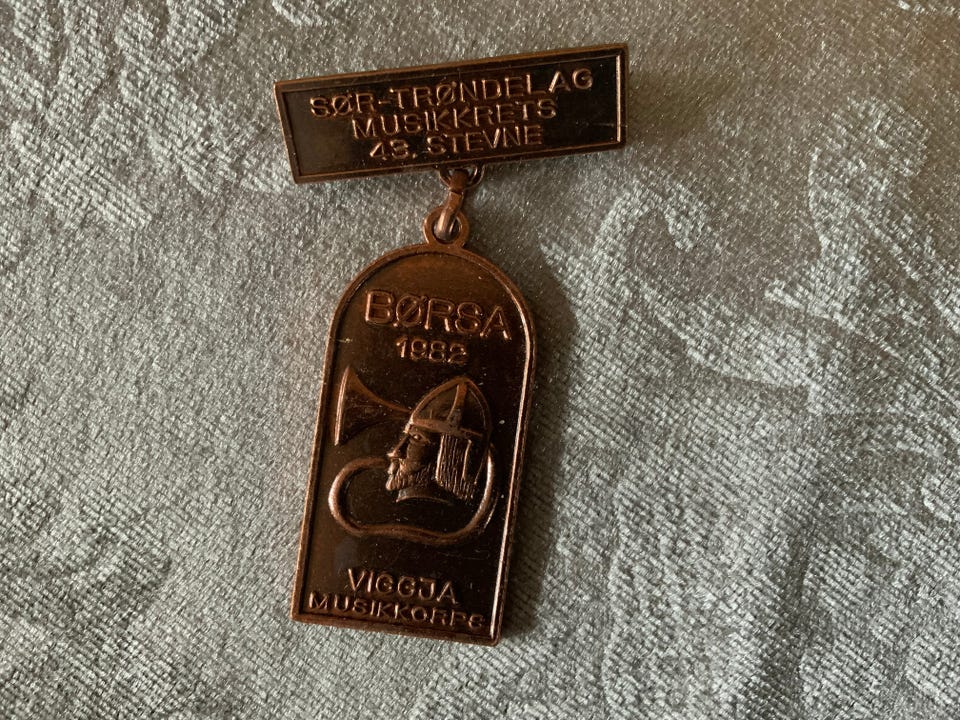 SØR-TRØNDELAG
MUSIKKRETS
43. STEVNE
BØRSA
1982
VIGGJA
MUSIKKORPS